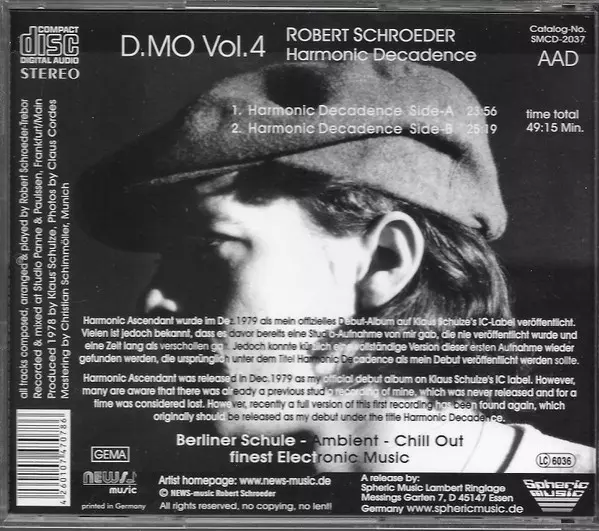 COMPACT
disc
DIGITAL AUDIO
STEREO
D.MO Vol.4
ROBERT SCHROEDER
Harmonic Decadence
Catalog-No.
SMCD-2037
AAD
1. Harmonic Decadence Side-A 23:56
2. Harmonic Decadence Side-B 25:19
time total
49:15 Min.
all tracks composed, arranged & played by Robert Schroeder-trebor
Recorded & mixed at Studio Panne & Paulssen, Frankfurt/Main
Produced 1978 by Klaus Schulze, Photos by Claus Cordes
Mastering by Christian Schimmöller, Munich
Harmonic Ascendant wurde im Dez.1979 als mein offizielles Debut-Album auf Klaus Schulze's IC-Label veröffentlicht.
Vielen ist jedoch bekannt, dass es davor bereits eine Studio-Aufnahme von mir gab, die nie veröffentlicht wurde und
eine Zeit lang als verschollen galt. Jedoch konnte kürzlich eine vollständige Version dieser ersten Aufnahme wieder
gefunden werden, die ursprünglich unter dem Titel Harmonic Decadence als mein Debut veröffentlicht werden sollte.
Harmonic Ascendant was released in Dec.1979 as my official debut album on Klaus Schulze's IC label. However,
many are aware that there was already a previous studio recording of mine, which was never released and for a
time was considered lost. However, recently a full version of this first recording has been found again, which
originally should be released as my debut under the title Harmonic Decadence.
Berliner Schule - Ambient - Chill Out
finest Electronic Music
4260107470786
GEMA
LC 6036
NEWS
music
printed in Germany
Artist homepage: www.news-music.de
© NEWS-music Robert Schroeder
All rights reserved, no copying, no lent!
A release by:
Spheric Music Lambert Ringlage
Messings Garten 7, D 45147 Essen
Germany www.sphericmusic.de
Spheric
Music